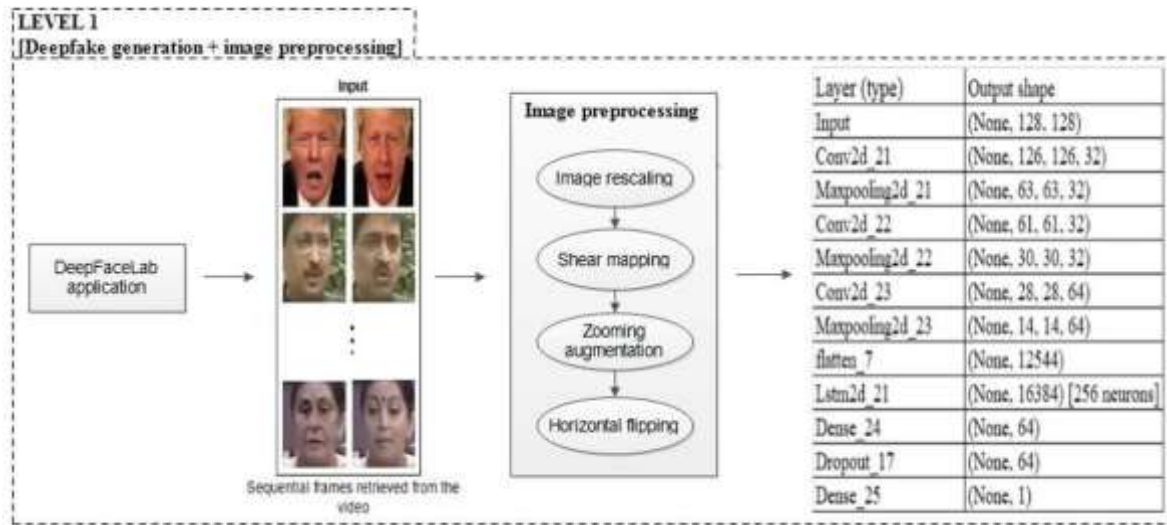 LEVEL 1
[Deepfake generation + image preprocessing]
DeepFaceLab
application
Input
Sequential frames retrieved from the
video
Image preprocessing
Image rescaling
Shear mapping
Zooming
augmentation
Horizontal flipping
Layer (type) Output shape
Input (None, 128, 128)
Conv2d_21 (None, 126, 126, 32)
Maxpooling2d_21 (None, 63, 63, 32)
Conv2d_22 (None, 61, 61, 32)
Maxpooling2d_22 (None, 30, 30, 32)
Conv2d_23 (None, 28, 28, 64)
Maxpooling2d_23 (None, 14, 14, 64)
flatten_7 (None, 12544)
Lstm2d_21 (None, 16384) [256 neurons]
Dense_24 (None, 64)
Dropout_17 (None, 64)
Dense_25 (None, 1)